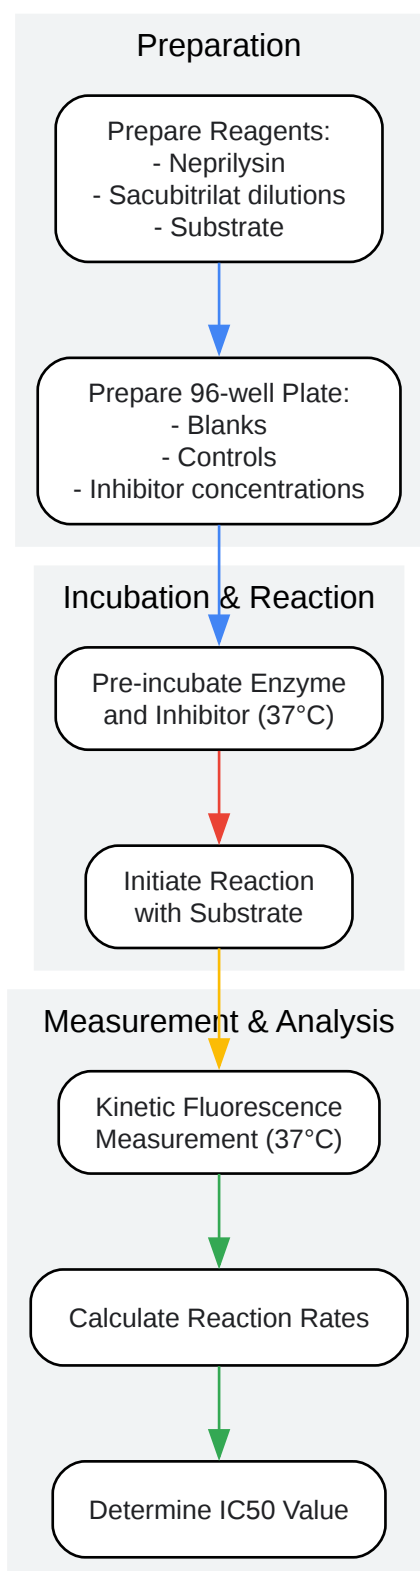 Preparation
Prepare Reagents:
- Neprilysin
- Sacubitrilat dilutions
- Substrate
Prepare 96-well Plate:
- Blanks
- Controls
- Inhibitor concentrations
Incubation & Reaction
Pre-incubate Enzyme
and Inhibitor (37°C)
Initiate Reaction
with Substrate
Measurement & Analysis
Kinetic Fluorescence
Measurement (37°C)
Calculate Reaction Rates
Determine IC50 Value